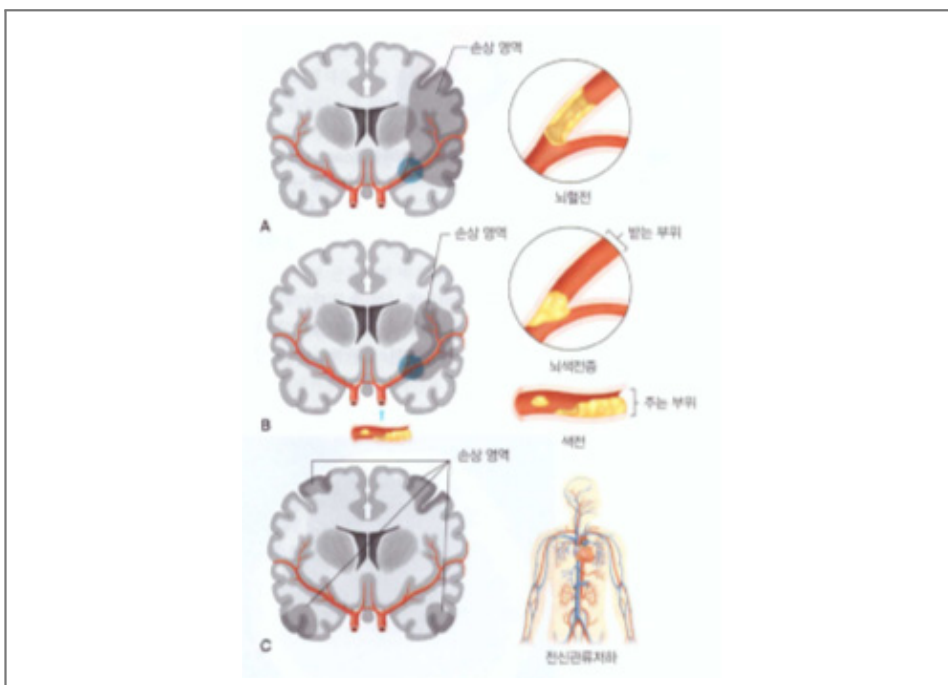 손상 영역
뇌혈전
A
손상 영역
받는 부위
뇌색전증
주는 부위
B
색전
손상 영역
C
전신관류저하